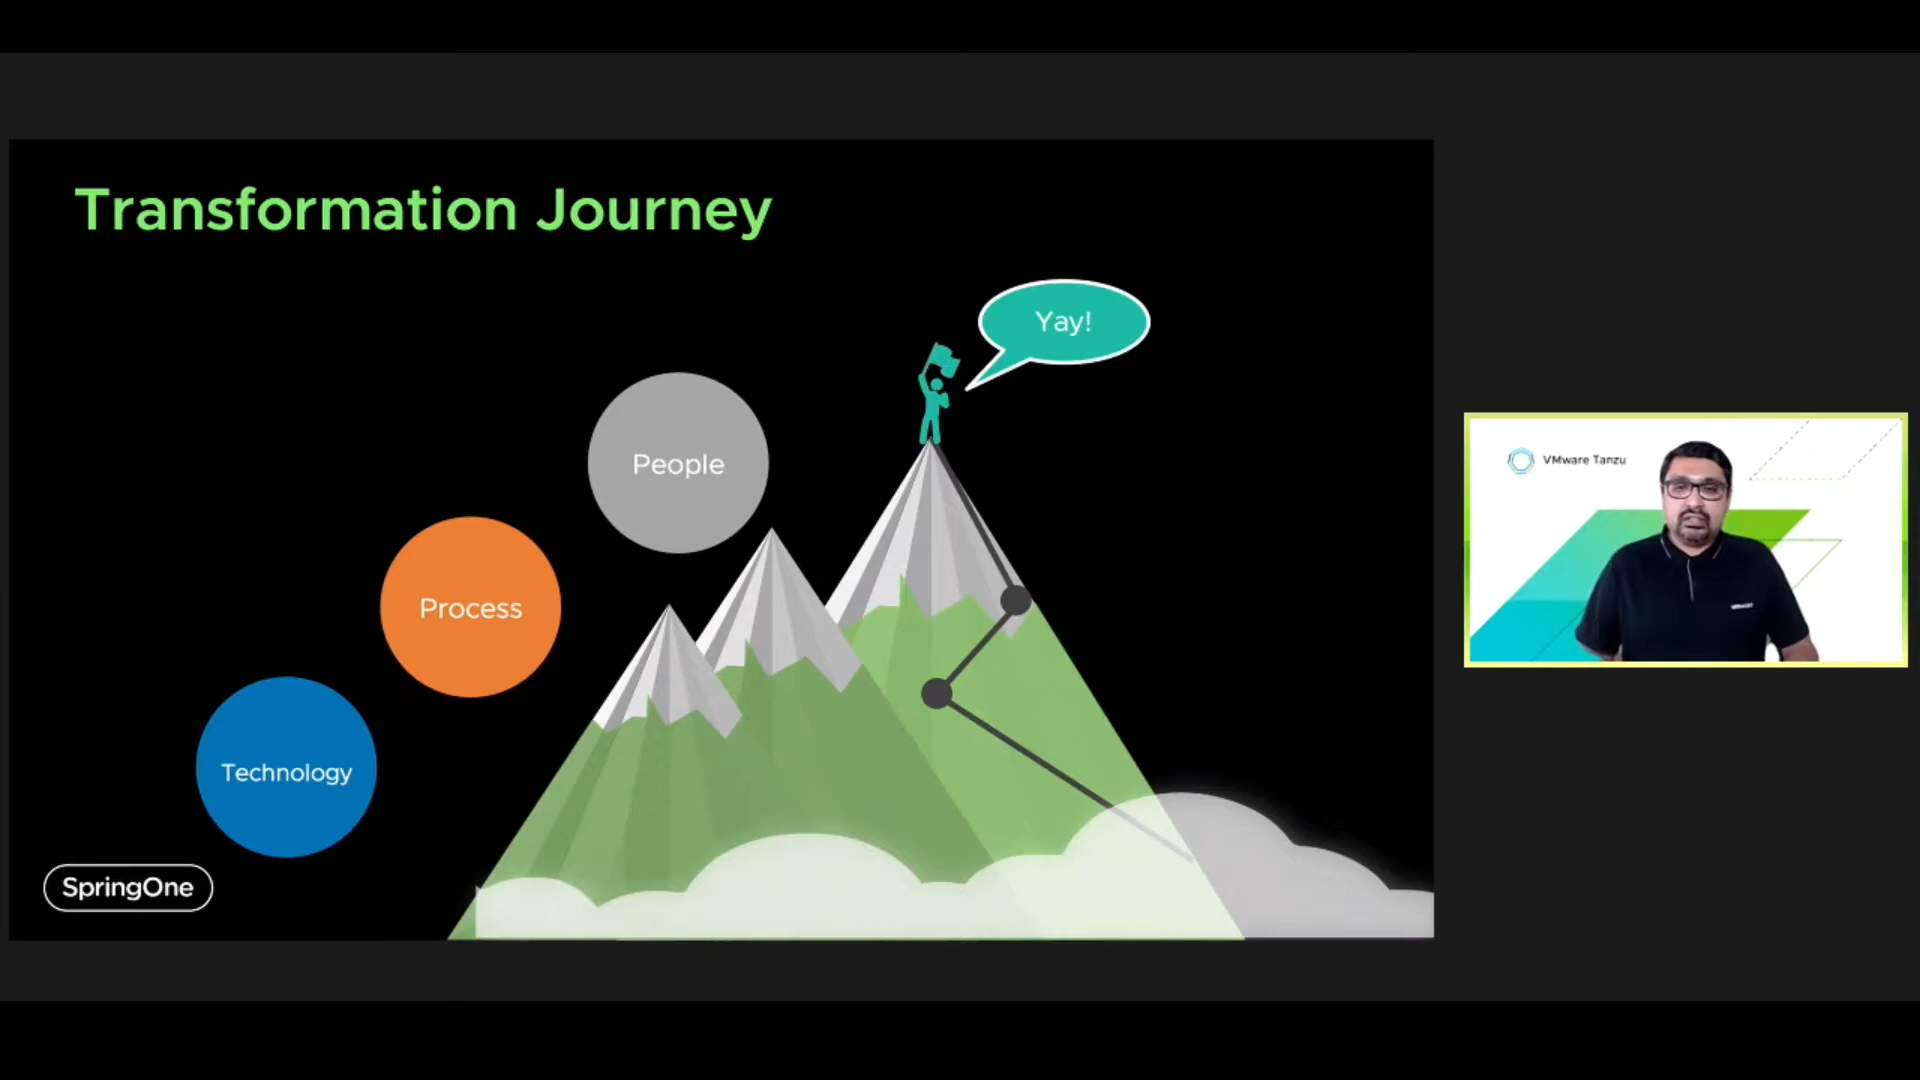 Transformation Journey
Yay!
People
Process
Technology
SpringOne
VMware Tanzu